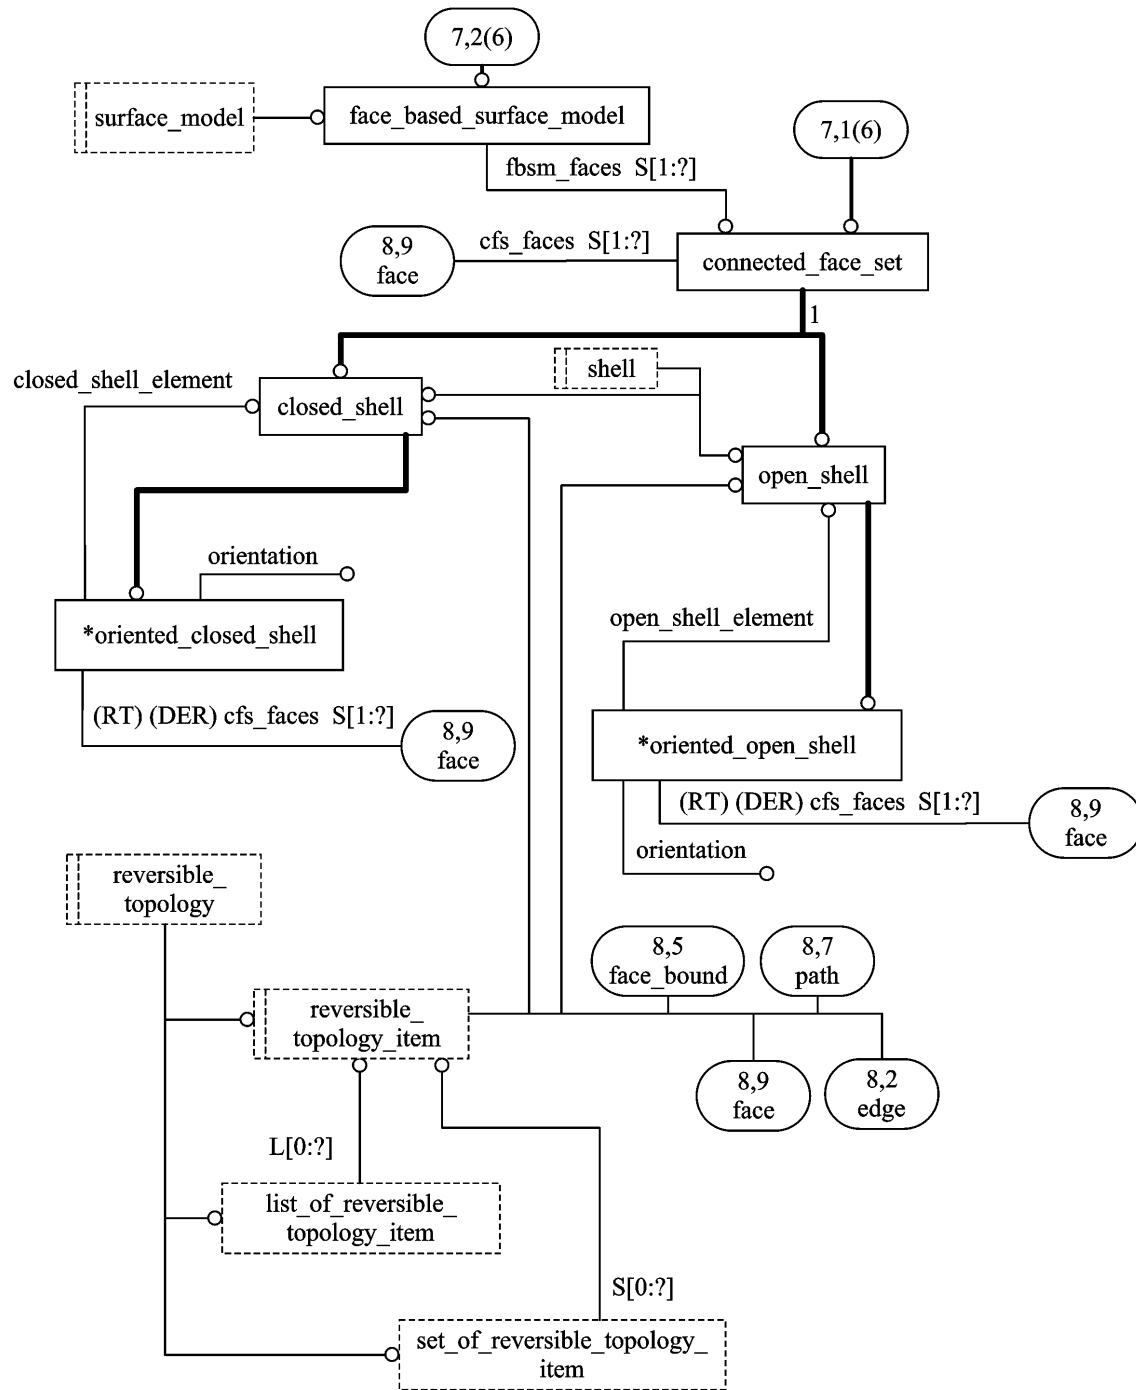 7,2(6)
surface_model
face_based_surface_model
7,1(6)
fbsm_faces S[1:?]
8,9
face
cfs_faces S[1:?]
connected_face_set
1
shell
closed_shell_element
closed_shell
open_shell
orientation
open_shell_element
*oriented_closed_shell
(RT) (DER) cfs_faces S[1:?]
8,9
face
*oriented_open_shell
(RT) (DER) cfs_faces S[1:?]
8,9
face
orientation
reversible_
topology
8,5
face_bound
8,7
path
reversible_
topology_item
8,9
face
8,2
edge
L[0:?]
list_of_reversible_
topology_item
S[0:?]
set_of_reversible_topology_
item